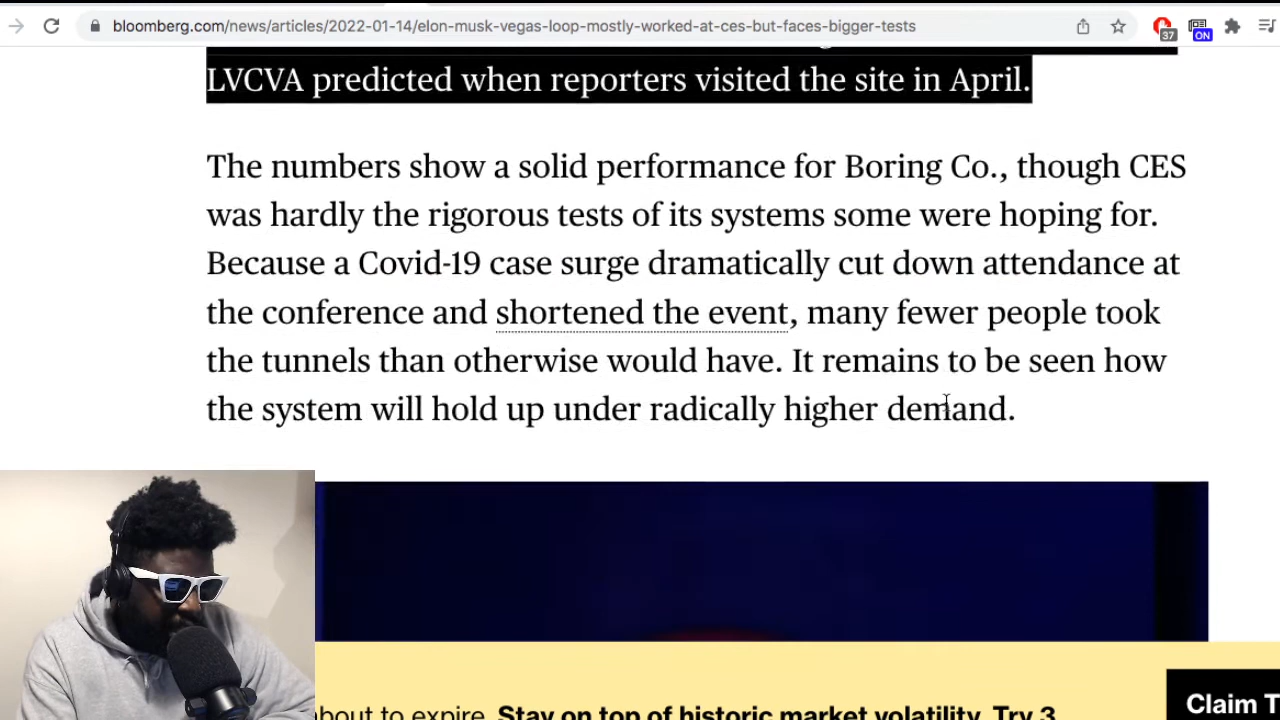 bloomberg.com/news/articles/2022-01-14/elon-musk-vegas-loop-mostly-worked-at-ces-but-faces-bigger-tests
37
ON
LVCVA predicted when reporters visited the site in April.
The numbers show a solid performance for Boring Co., though CES
was hardly the rigorous tests of its systems some were hoping for.
Because a Covid-19 case surge dramatically cut down attendance at
the conference and shortened the event, many fewer people took
the tunnels than otherwise would have. It remains to be seen how
the system will hold up under radically higher demand.
about to expire. Stay on top of historic market volatility. Try 3
Claim T